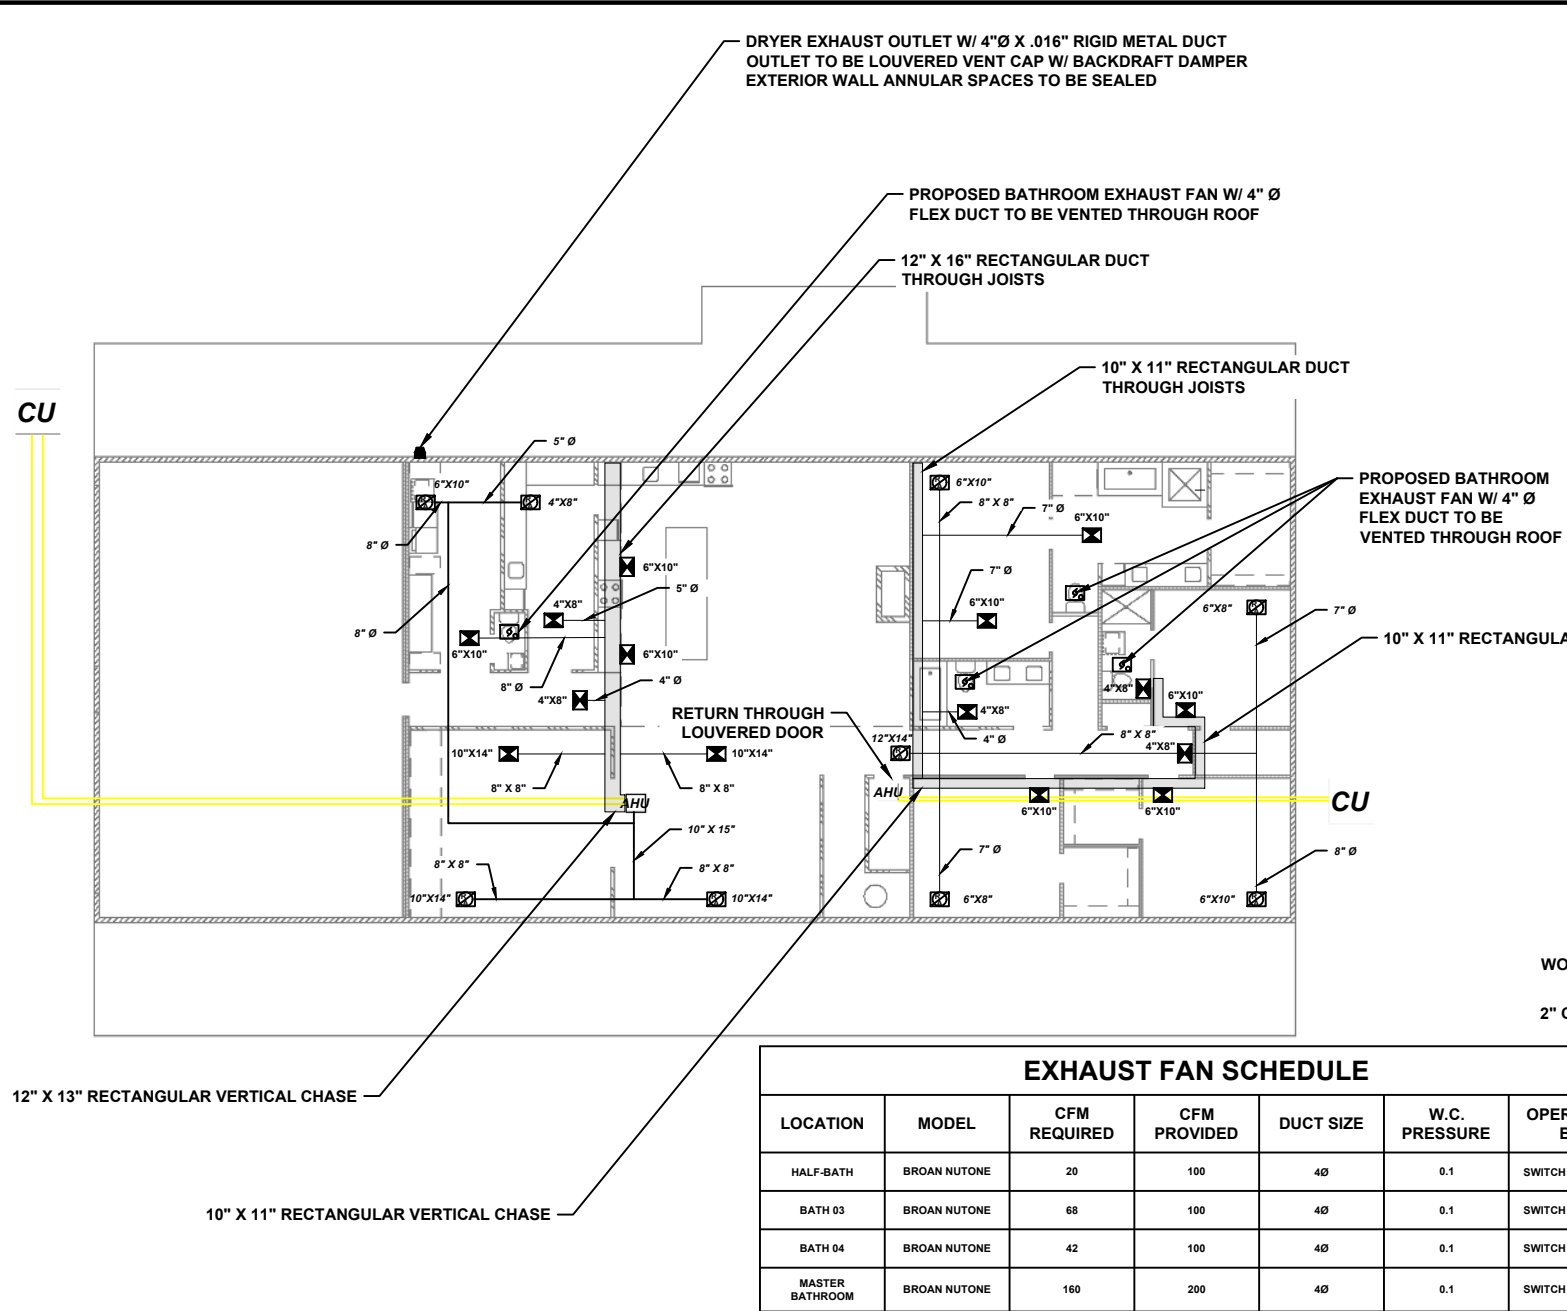 DRYER EXHAUST OUTLET W/ 4"Ø X .016" RIGID METAL DUCT
OUTLET TO BE LOUVERED VENT CAP W/ BACKDRAFT DAMPER
EXTERIOR WALL ANNULAR SPACES TO BE SEALED
PROPOSED BATHROOM EXHAUST FAN W/ 4" Ø
FLEX DUCT TO BE VENTED THROUGH ROOF
12" X 16" RECTANGULAR DUCT
THROUGH JOISTS
10" X 11" RECTANGULAR DUCT
THROUGH JOISTS
CU
5" Ø
6"X10"
4"X8"
8" Ø
6"X10"
8" X 8"
7" Ø
6"X10"
PROPOSED BATHROOM
EXHAUST FAN W/ 4" Ø
FLEX DUCT TO BE
VENTED THROUGH ROOF
6"X10"
7" Ø
5" Ø
4"X8"
6"X10"
6"X8"
7" Ø
8" Ø
6"X10"
6"X10"
10" X 11" RECTANGULA
8" Ø
4" Ø
4"X8"
4"X8"
6"X10"
RETURN THROUGH
LOUVERED DOOR
4"X8"
12"X14"
4" Ø
8" X 8"
4"X8"
10"X14"
10"X14"
8" X 8"
8" X 8"
AHU
AHU
CU
6"X10"
6"X10"
10" X 15"
8" X 8"
8" X 8"
7" Ø
8" Ø
10"X14"
10"X14"
6"X8"
6"X10"
WO
2" C
12" X 13" RECTANGULAR VERTICAL CHASE
10" X 11" RECTANGULAR VERTICAL CHASE
EXHAUST FAN SCHEDULE
LOCATION MODEL CFM REQUIRED CFM PROVIDED DUCT SIZE W.C. PRESSURE OPER B
HALF-BATH BROAN NUTONE 20 100 4Ø 0.1 SWITCH
BATH 03 BROAN NUTONE 68 100 4Ø 0.1 SWITCH
BATH 04 BROAN NUTONE 42 100 4Ø 0.1 SWITCH
MASTER BATHROOM BROAN NUTONE 160 200 4Ø 0.1 SWITCH